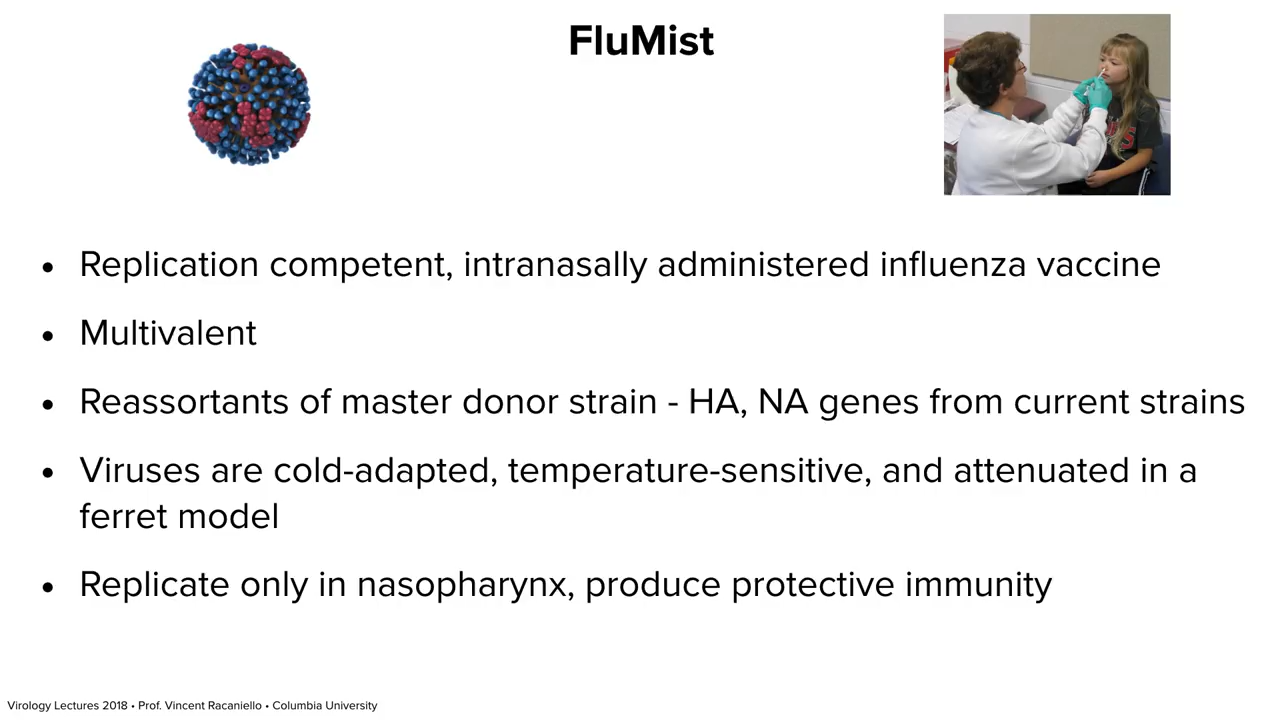 FluMist
• Replication competent, intranasally administered influenza vaccine
• Multivalent
• Reassortants of master donor strain - HA, NA genes from current strains
• Viruses are cold-adapted, temperature-sensitive, and attenuated in a
ferret model
• Replicate only in nasopharynx, produce protective immunity
Virology Lectures 2018 • Prof. Vincent Racaniello • Columbia University